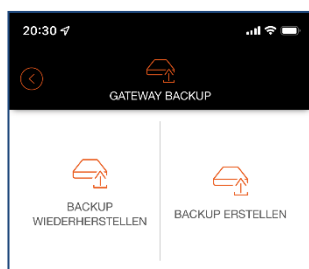 20:30
GATEWAY BACKUP
BACKUP
WIEDERHERSTELLEN
BACKUP ERSTELLEN